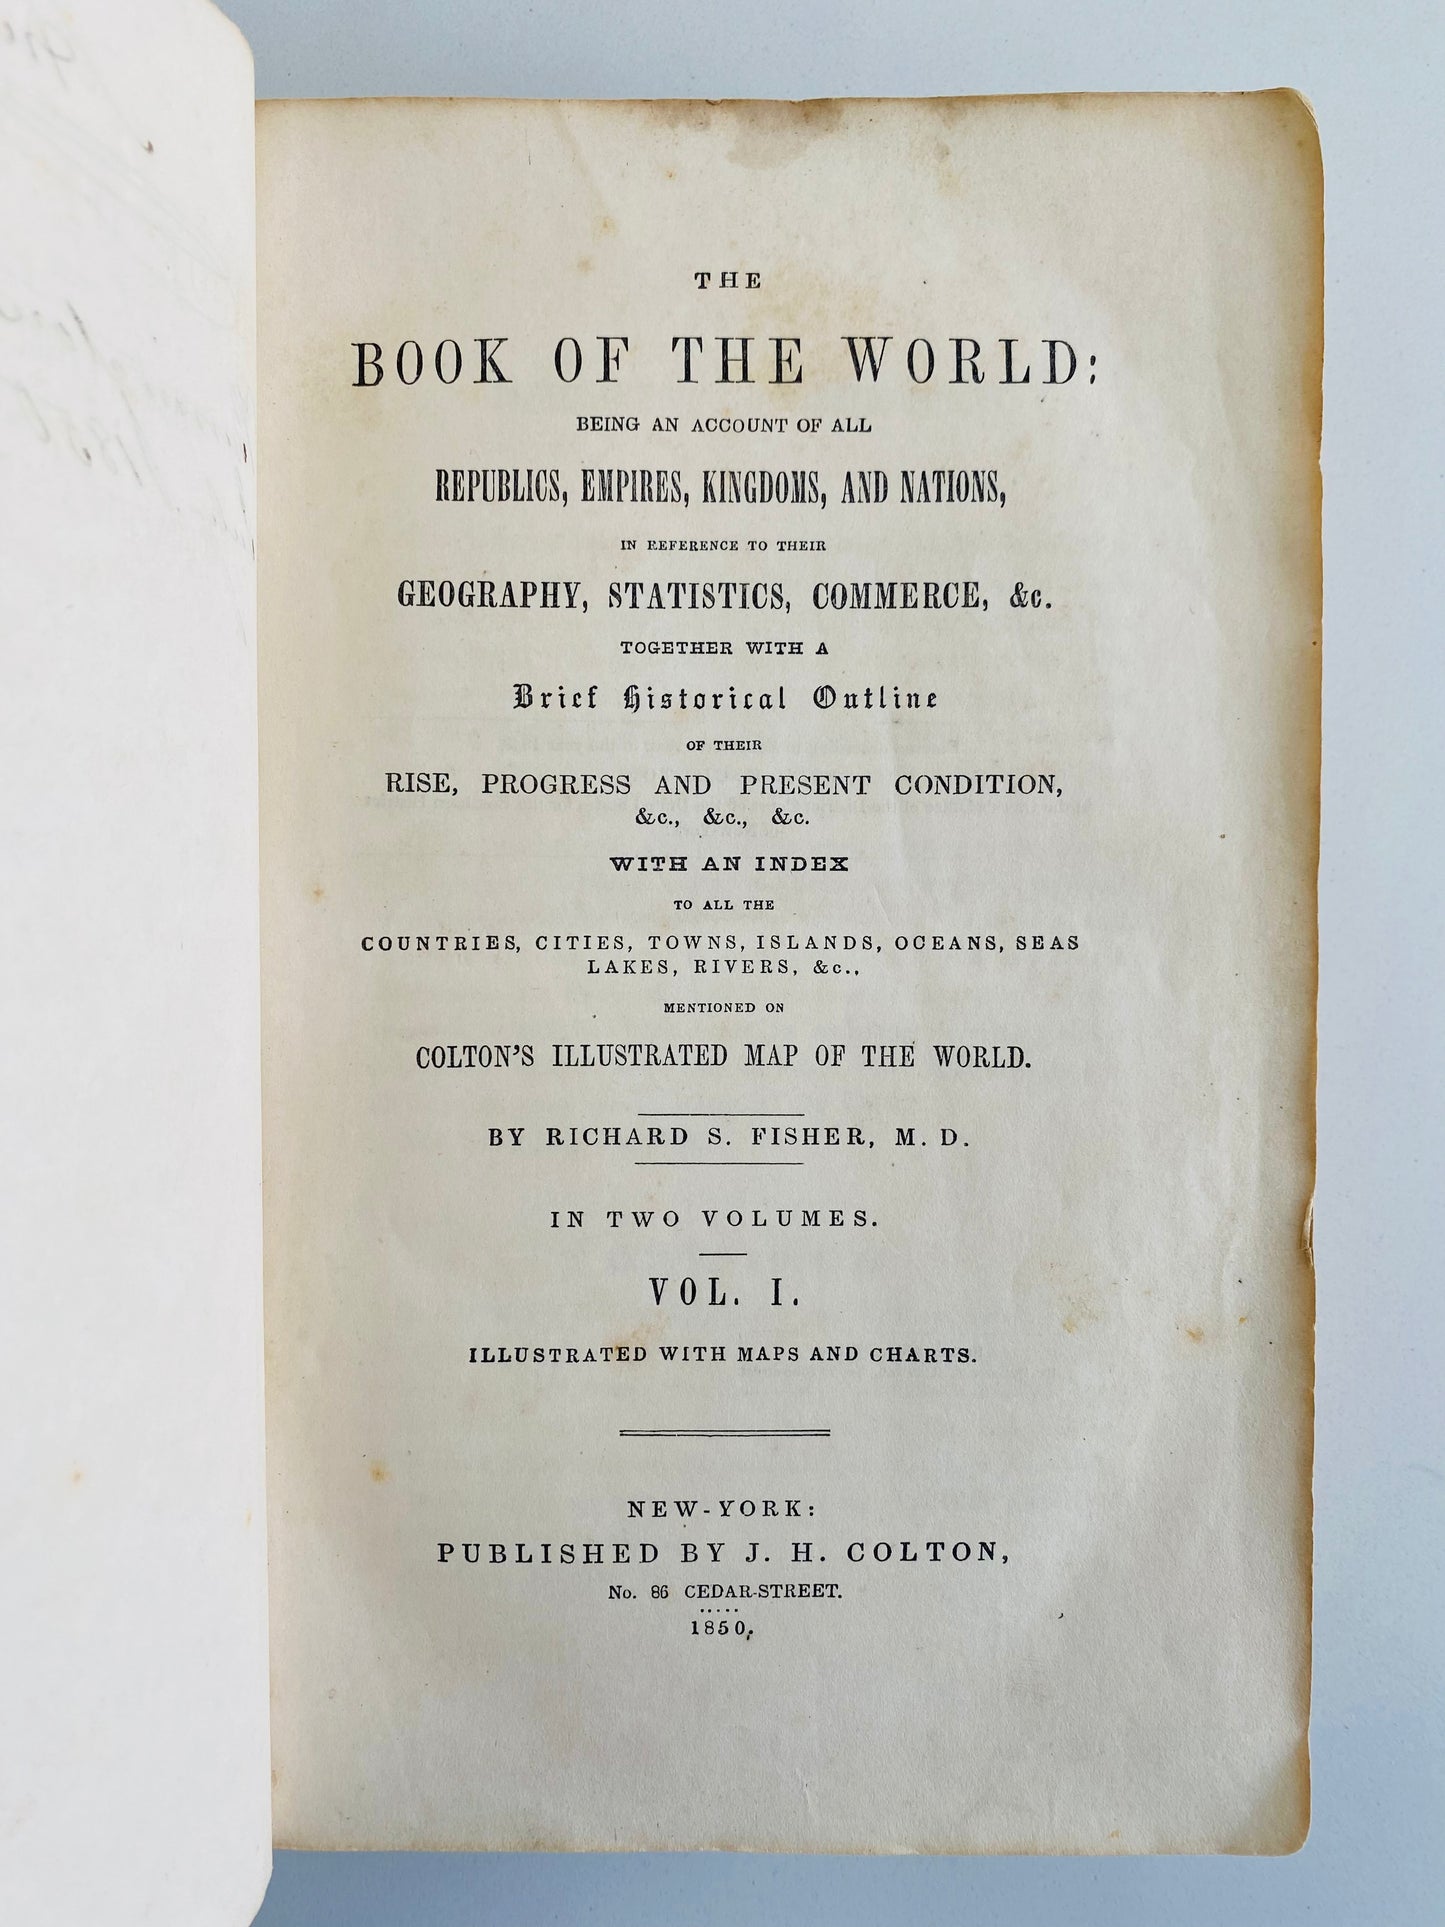 THE
BOOK OF THE WORLD:
BEING AN ACCOUNT OF ALL
REPUBLICS, EMPIRES, KINGDOMS, AND NATIONS,
IN REFERENCE TO THEIR
GEOGRAPHY, STATISTICS, COMMERCE, &c.
TOGETHER WITH A
Brief Historical Outline
OF THEIR
RISE, PROGRESS AND PRESENT CONDITION,
&c., &c., &c.
WITH AN INDEX
TO ALL THE
COUNTRIES, CITIES, TOWNS, ISLANDS, OCEANS, SEAS
LAKES, RIVERS, &c.,
MENTIONED ON
COLTON'S ILLUSTRATED MAP OF THE WORLD.
BY RICHARD S. FISHER, M. D.
IN TWO VOLUMES.
VOL. I.
ILLUSTRATED WITH MAPS AND CHARTS.
NEW-YORK:
PUBLISHED BY J. H. COLTON,
No. 86 CEDAR-STREET.
1850.